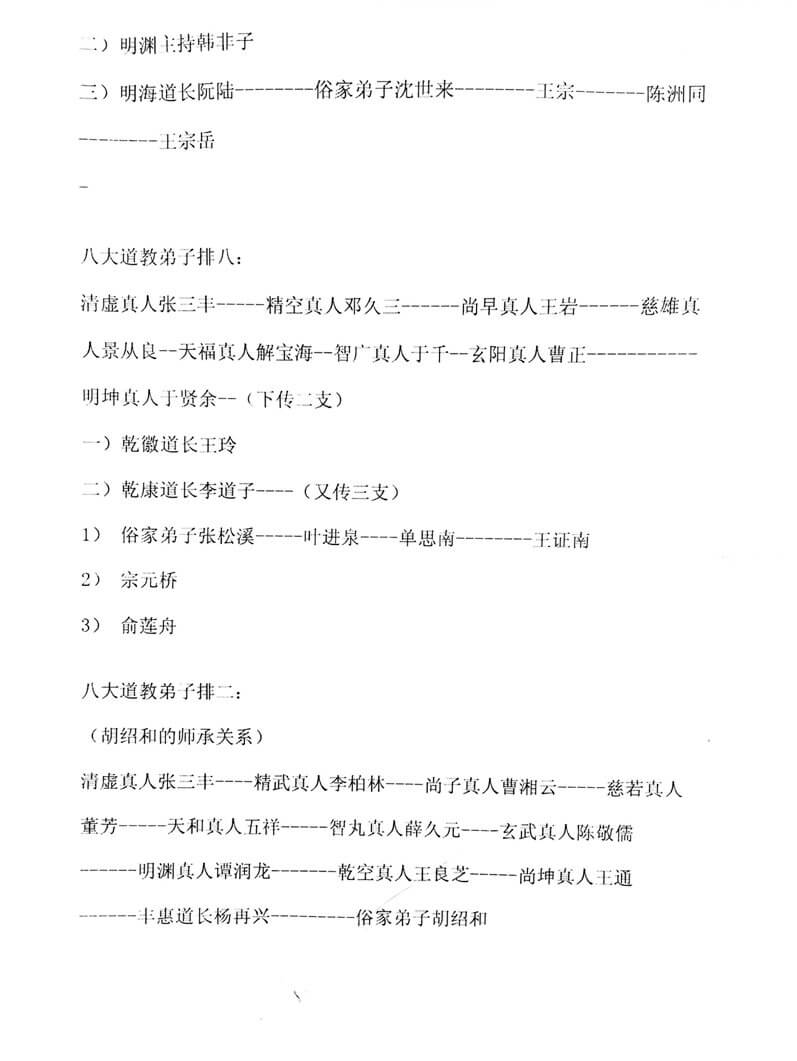 二）明渊主持韩非子
三）明海道长阮陆--------俗家弟子沈世来--------王宗-------陈洲同
--------王宗岳
-
八大道教弟子排八：
清虚真人张三丰-----精空真人邓久三------尚早真人王岩------慈雄真
人景从良--天福真人解宝海--智广真人于千--玄阳真人曹正-----------
明坤真人于贤余--（下传二支）
一）乾徽道长王玲
二）乾康道长李道子----（又传三支）
1） 俗家弟子张松溪-----叶进泉----单思南--------王证南
2） 宗元桥
3） 俞莲舟
八大道教弟子排二：
（胡绍和的师承关系）
清虚真人张三丰----精武真人李柏林----尚子真人曹湘云-----慈若真人
董芳-----天和真人五祥-----智丸真人薛久元----玄武真人陈敬儒
------明渊真人谭润龙-------乾空真人王良芝-----尚坤真人王通
------丰惠道长杨再兴---------俗家弟子胡绍和